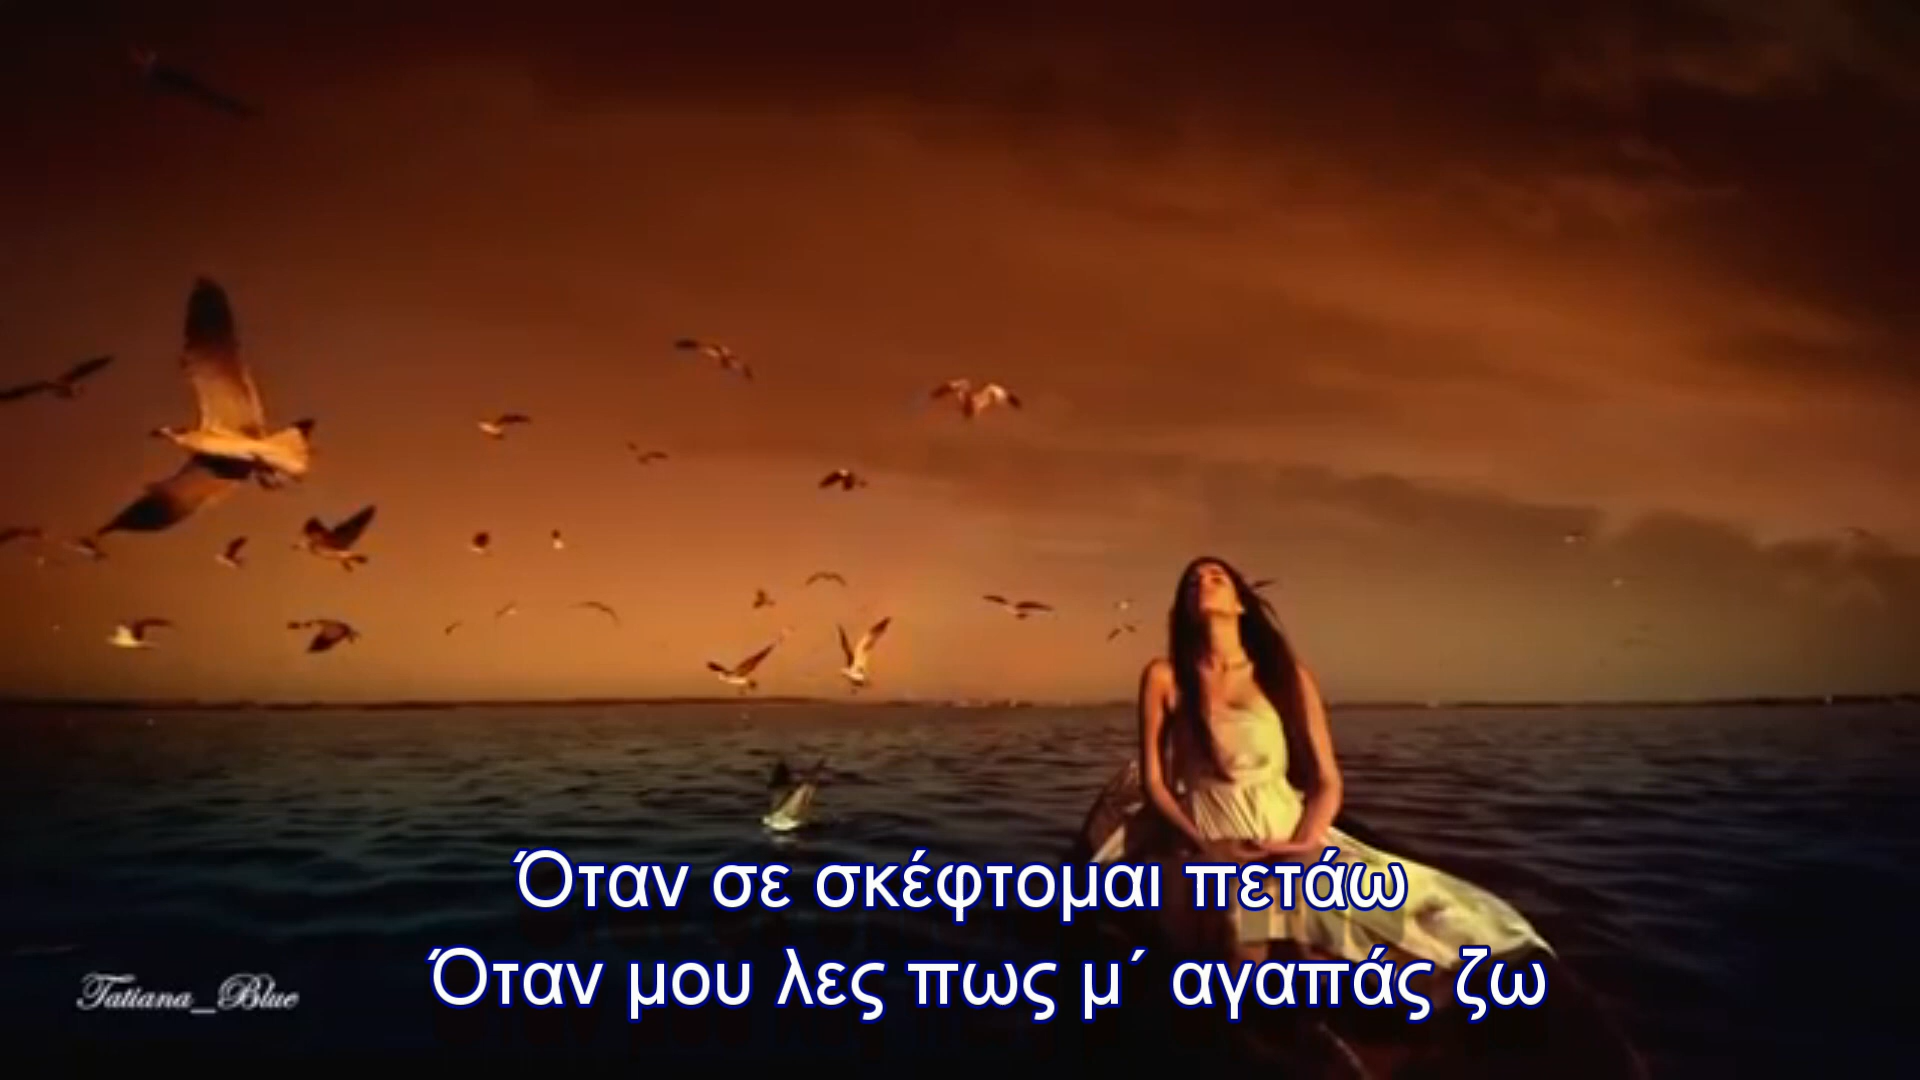 Όταν σε σκέφτομαι πετάω
Όταν μου λες πως μ΄ αγαπάς ζω
Tatiana_Blue